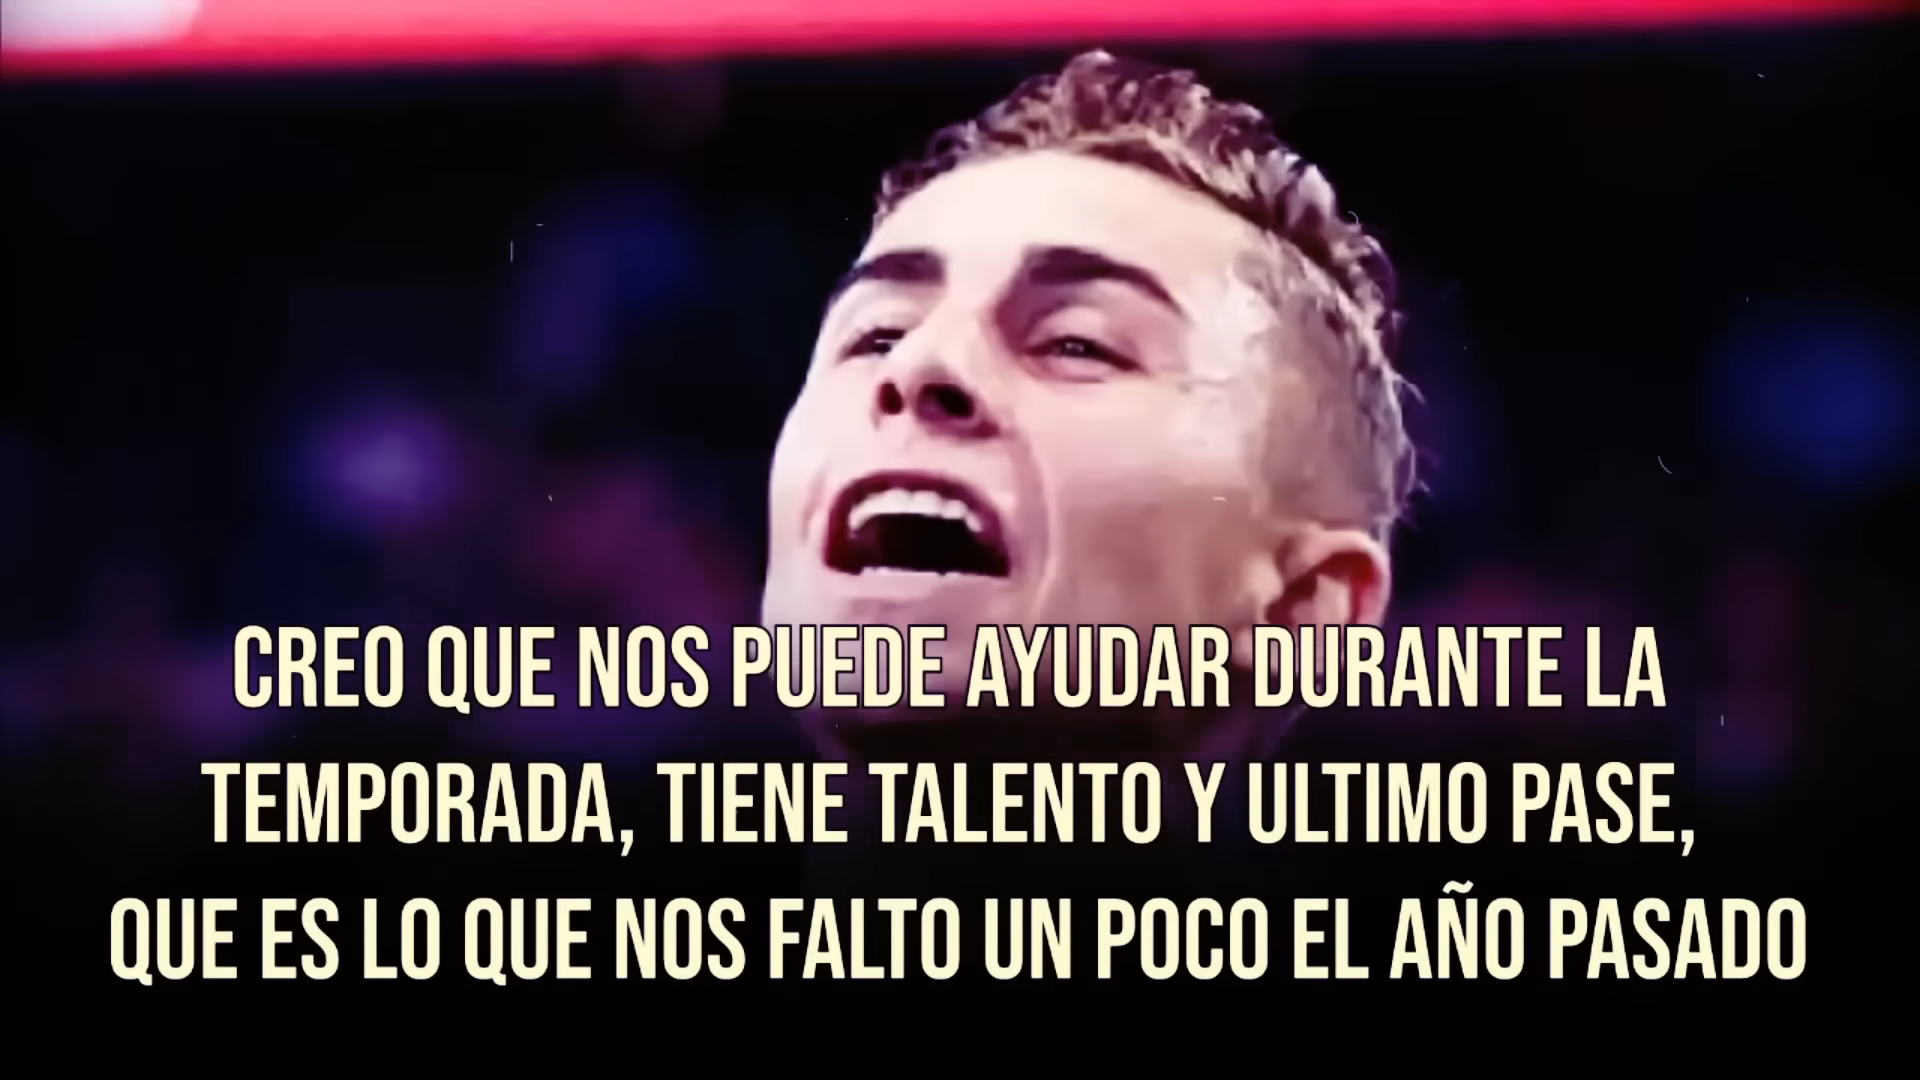 CREO QUE NOS PUEDE AYUDAR DURANTE LA
TEMPORADA, TIENE TALENTO Y ULTIMO PASE,
QUE ES LO QUE NOS FALTO UN POCO EL AÑO PASADO